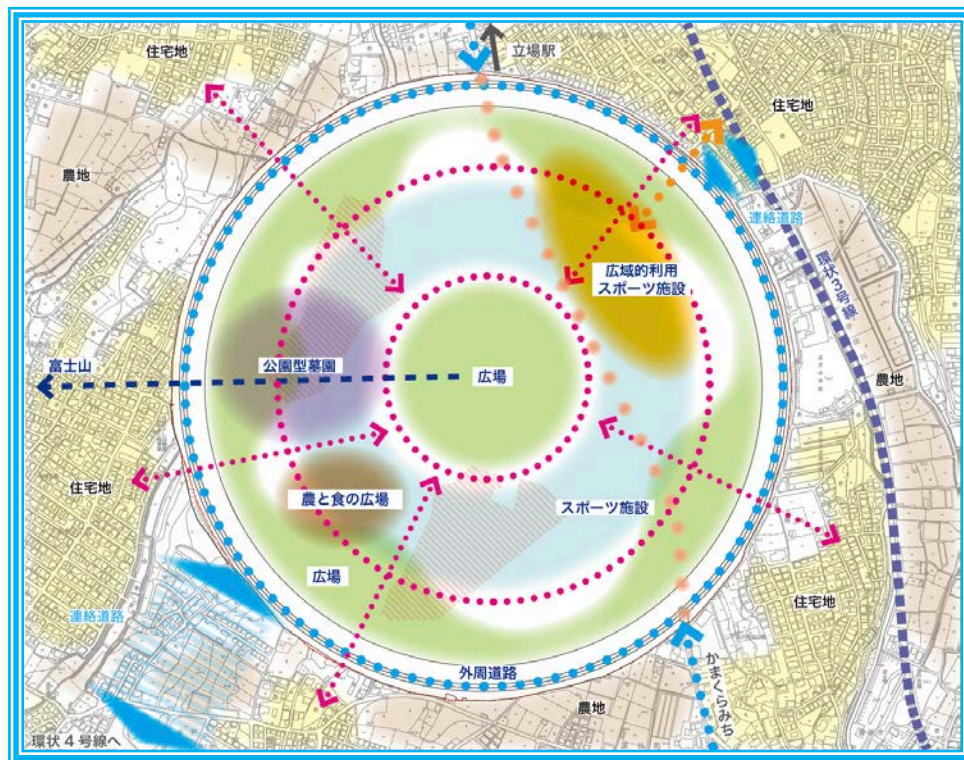 立場駅
住宅地
住宅地
農地
連絡道路
環状3号線
広域的利用
スポーツ施設
富士山
公園型墓園
広場
農地
住宅地
農と食の広場
スポーツ施設
広場
住宅地
連絡道路
外周道路
かまくらみち
農地
環状4号線へ